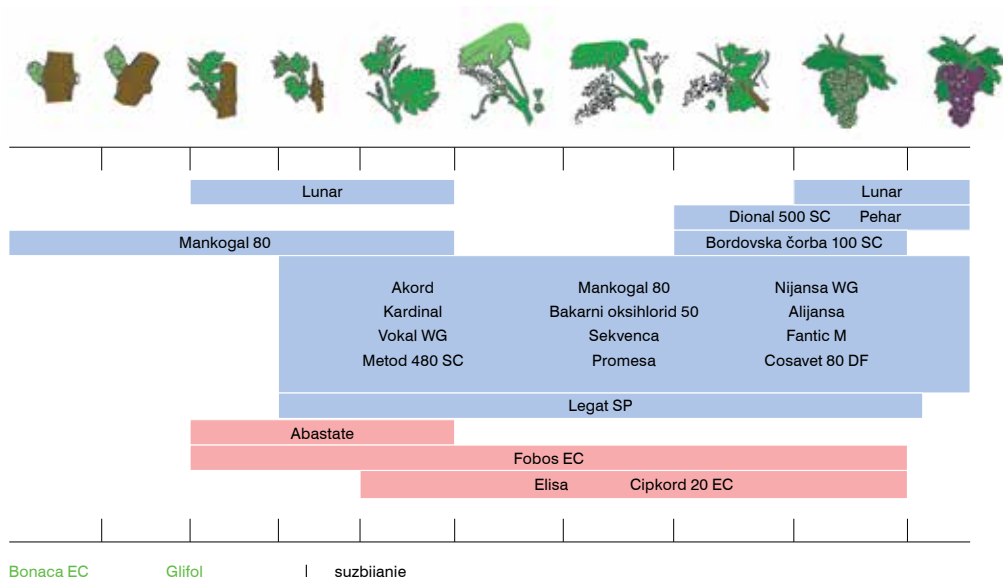 Lunar Lunar
Dional 500 SC Pehar
Mankogal 80 Bordovska čorba 100 SC
Akord Mankogal 80 Nijansa WG
Kardinal Bakarni oksihlorid 50 Alijansa
Vokal WG Sekvenca Fantic M
Metod 480 SC Promesa Cosavet 80 DF
Legat SP
Abastate
Fobos EC
Elisa Cipkord 20 EC
Bonaca EC Glifol | suzbijanje